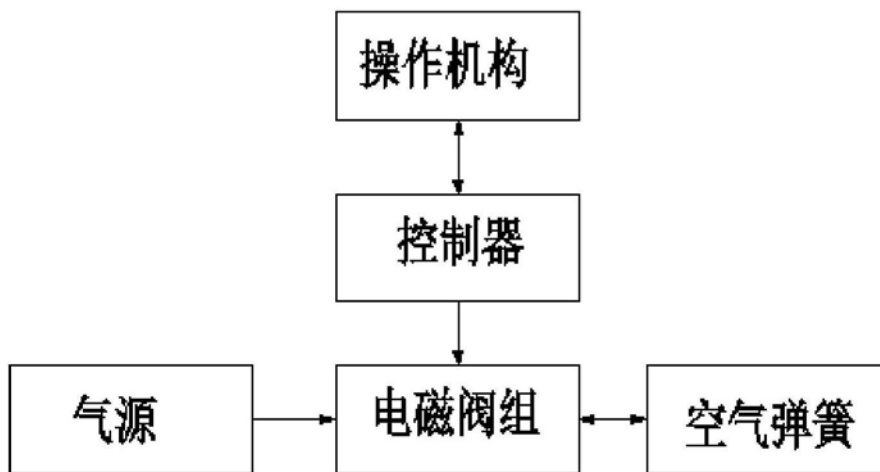 操作机构
控制器
气源
电磁阀组
空气弹簧